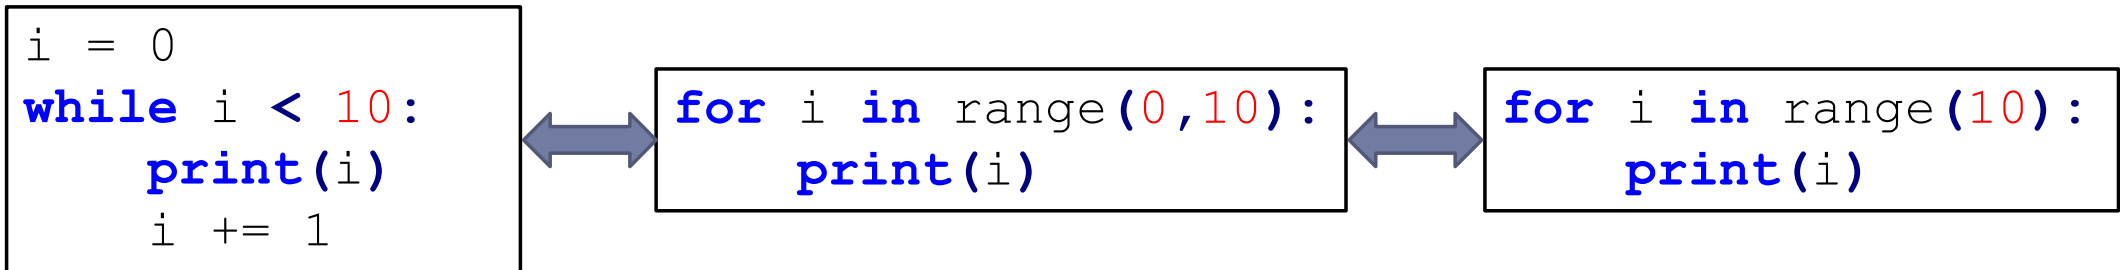 i = 0
while i < 10:
    print(i)
    i += 1
for i in range(0,10):
    print(i)
for i in range(10):
    print(i)